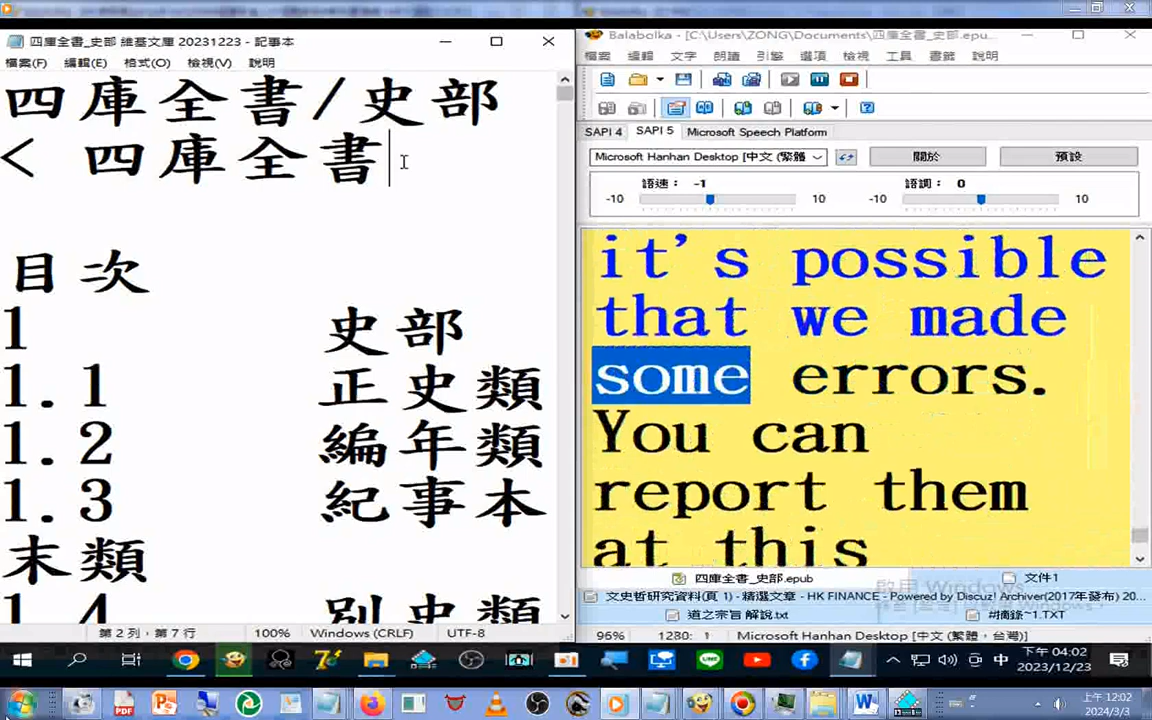 四庫全書_史部 維基文庫 20231223 - 記事本
檔案(F) 編輯(E) 格式(O) 檢視(V) 說明
四庫全書/史部
< 四庫全書
目次
1 史部
1.1 正史類
1.2 編年類
1.3 紀事本
末類
1.4 別史類
第 2 列，第 7 行 100% Windows (CRLF) UTF-8
Balabolka - [C:\Users\ZONG\Documents\四庫全書_史部.epu...
檔案 編輯 文字 朗讀 引擎 選項 檢視 工具 書籤 說明
SAPI 4 SAPI 5 Microsoft Speech Platform
Microsoft Hanhan Desktop [中文 (繁體 關於 預設
語速： -1 語調： 0
-10 10 -10 10
it's possible
that we made
some errors.
You can
report them
at this
四庫全書_史部.epub 文件1
啟用 Windows
文史哲研究資料(頁 1) - 精選文章 - HK FINANCE - Powered by Discuz! Archiver(2017年發布) 20...
道之宗旨 解說.txt #摘錄~1.TXT
96% 1280: Microsoft Hanhan Desktop [中文 (繁體，台灣)]
中 下午 04:02
2023/12/23
上午 12:02
2024/3/3